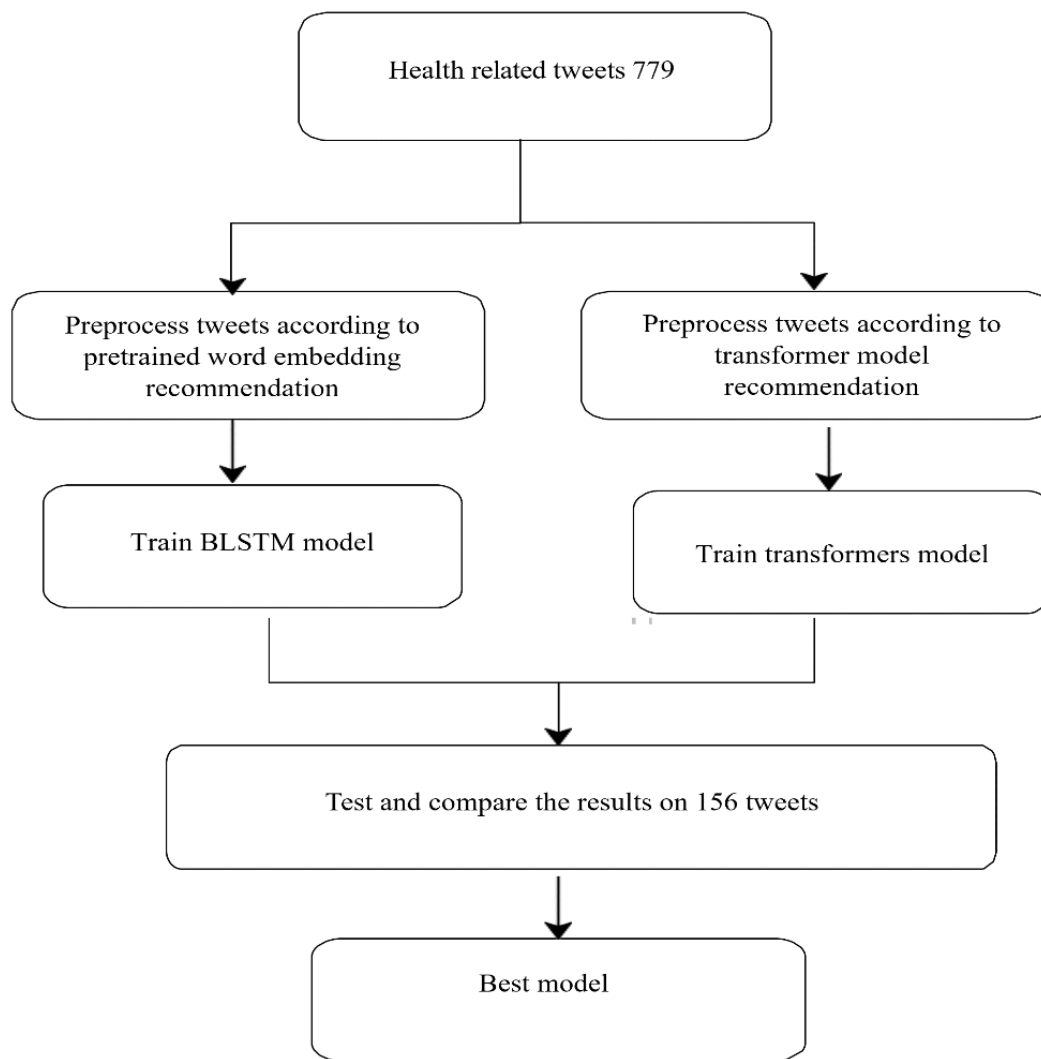 Health related tweets 779
Preprocess tweets according to
pretrained word embedding
recommendation
Preprocess tweets according to
transformer model
recommendation
Train BLSTM model
Train transformers model
Test and compare the results on 156 tweets
Best model